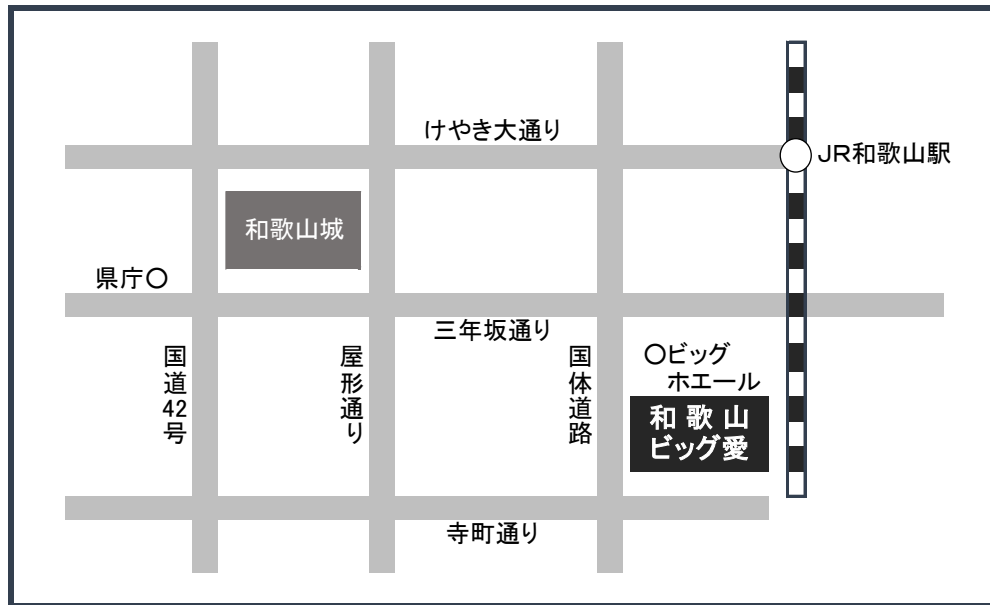 けやき大通り
JR和歌山駅
和歌山城
県庁〇
三年坂通り
国道42号
屋形通り
国体道路
〇ビッグ
ホエール
和歌山
ビッグ愛
寺町通り